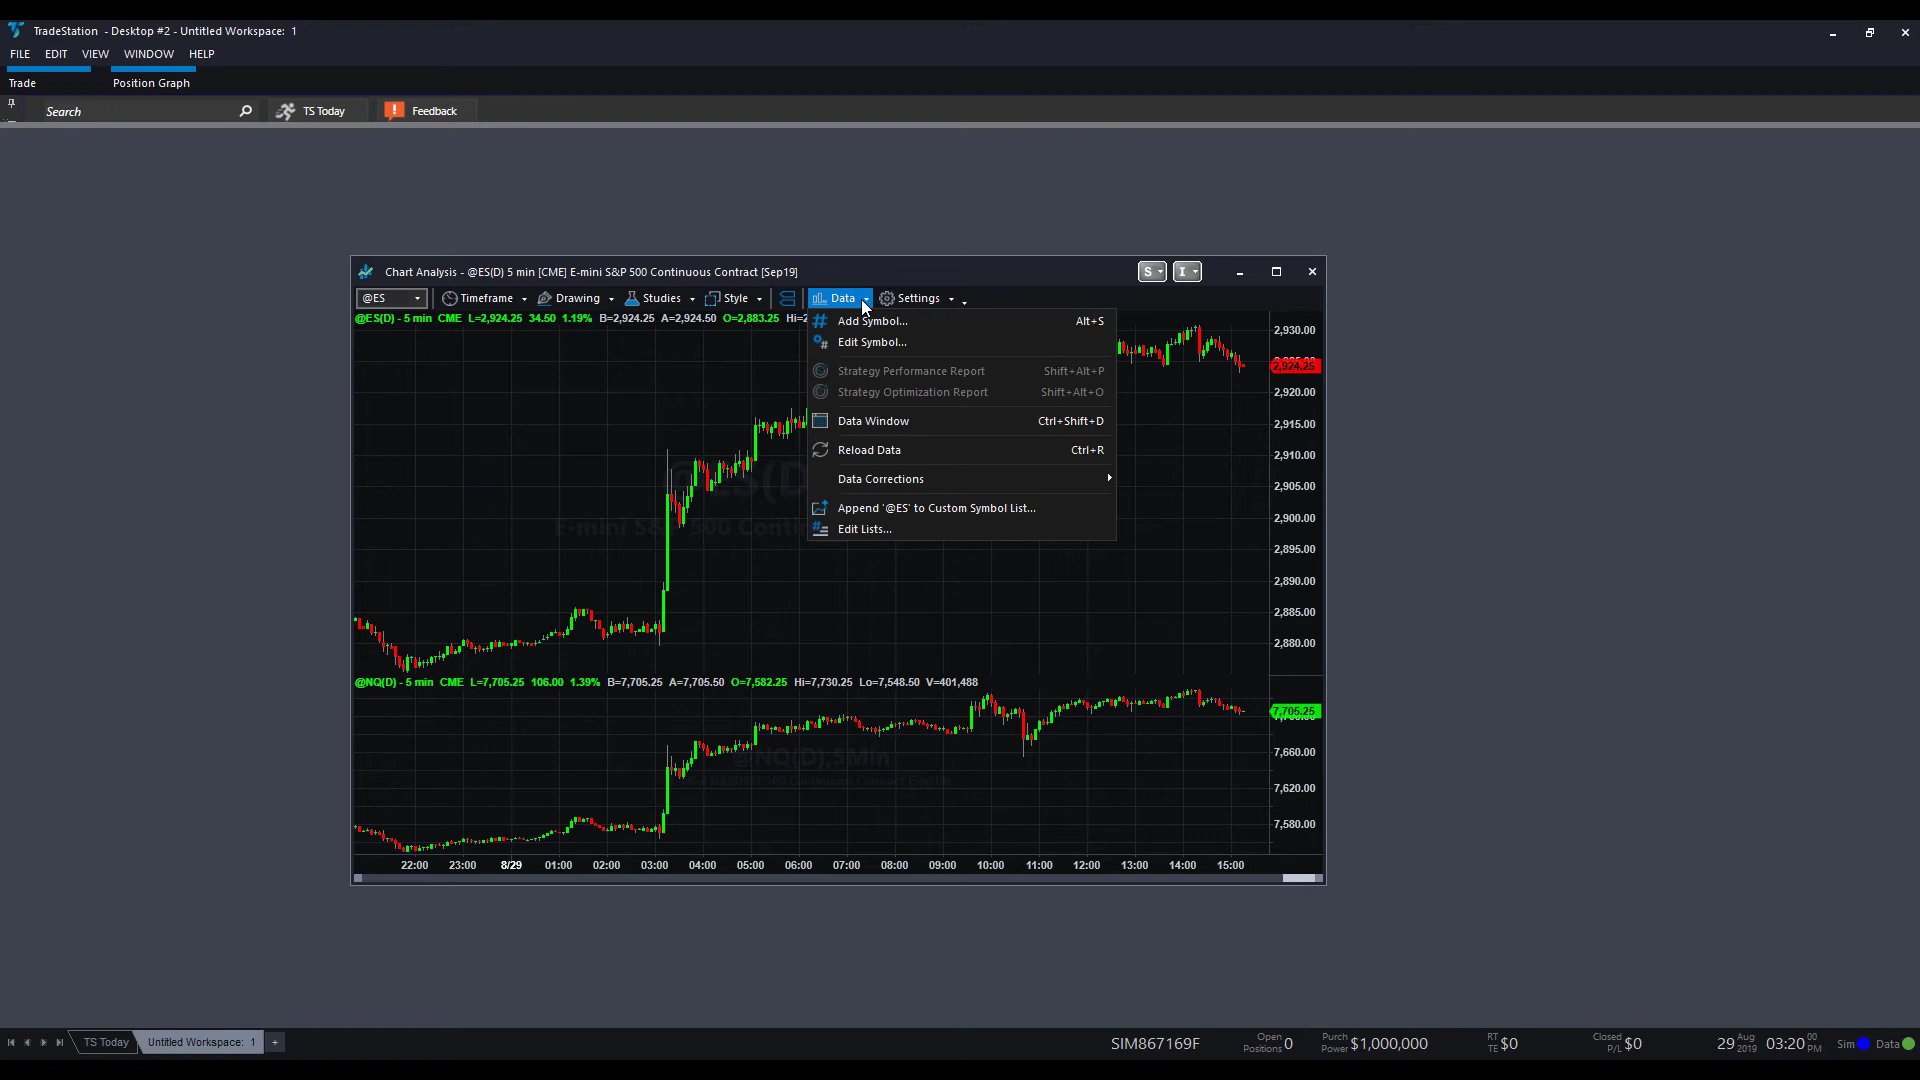 TradeStation - Desktop #2 - Untitled Workspace: 1
FILE EDIT VIEW WINDOW HELP
Trade Position Graph
Search TS Today Feedback
Chart Analysis - @ES(D) 5 min [CME] E-mini S&P 500 Continuous Contract [Sep19] S I
@ES Timeframe Drawing Studies Style Data Settings
@ES(D) - 5 min CME L=2,924.25 34.50 1.19% B=2,924.25 A=2,924.50 O=2,883.25 Hi=2
Add Symbol... Alt+S
Edit Symbol...
Strategy Performance Report Shift+Alt+P
Strategy Optimization Report Shift+Alt+O
Data Window Ctrl+Shift+D
Reload Data Ctrl+R
Data Corrections
Append '@ES' to Custom Symbol List...
Edit Lists...
2,930.00
2,924.25
2,920.00
2,915.00
2,910.00
2,905.00
2,900.00
2,895.00
2,890.00
2,885.00
2,880.00
@ES(D)
E-mini S&P 500 Conti
@NQ(D) - 5 min CME L=7,705.25 106.00 1.39% B=7,705.25 A=7,705.50 O=7,582.25 Hi=7,730.25 Lo=7,548.50 V=401,488
7,705.25
7,660.00
7,620.00
7,580.00
@NQ(D),5Min
22:00 23:00 8/29 01:00 02:00 03:00 04:00 05:00 06:00 07:00 08:00 09:00 10:00 11:00 12:00 13:00 14:00 15:00
TS Today Untitled Workspace: 1 +
SIM867169F Open Positions 0 Purch Power $1,000,000 RT TE $0 Closed P/L $0 29 Aug 2019 03:20 00 PM Sim Data